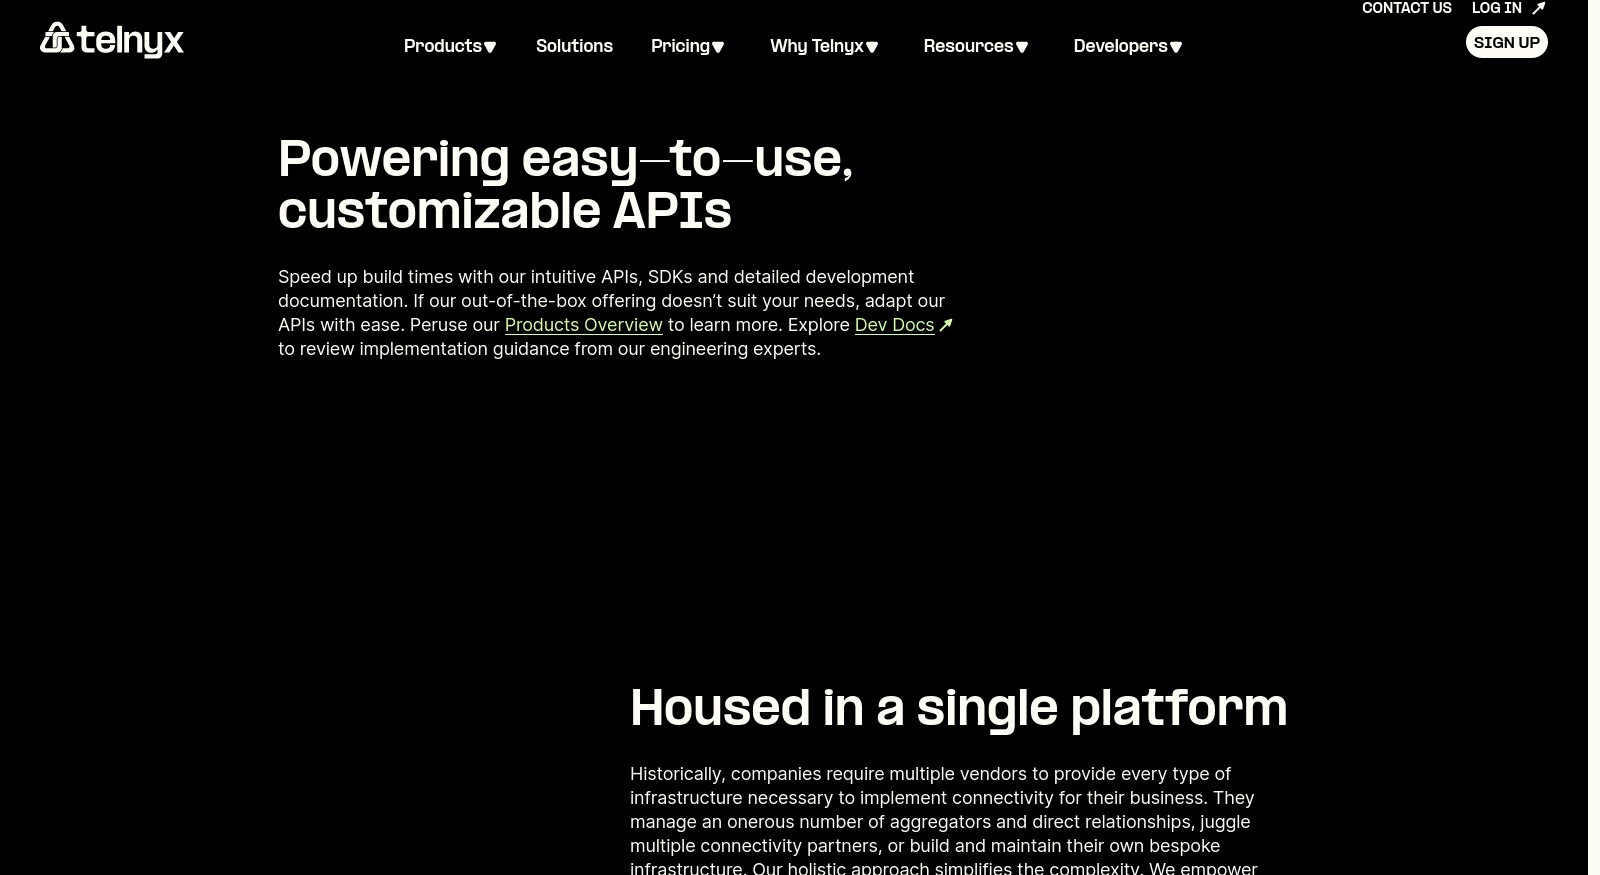 CONTACT US LOG IN
telnyx
Products Solutions Pricing Why Telnyx Resources Developers
SIGN UP
Powering easy-to-use,
customizable APIs
Speed up build times with our intuitive APIs, SDKs and detailed development
documentation. If our out-of-the-box offering doesn’t suit your needs, adapt our
APIs with ease. Peruse our Products Overview to learn more. Explore Dev Docs
to review implementation guidance from our engineering experts.
Housed in a single platform
Historically, companies require multiple vendors to provide every type of
infrastructure necessary to implement connectivity for their business. They
manage an onerous number of aggregators and direct relationships, juggle
multiple connectivity partners, or build and maintain their own bespoke
infrastructure. Our holistic approach simplifies the complexity. We empower